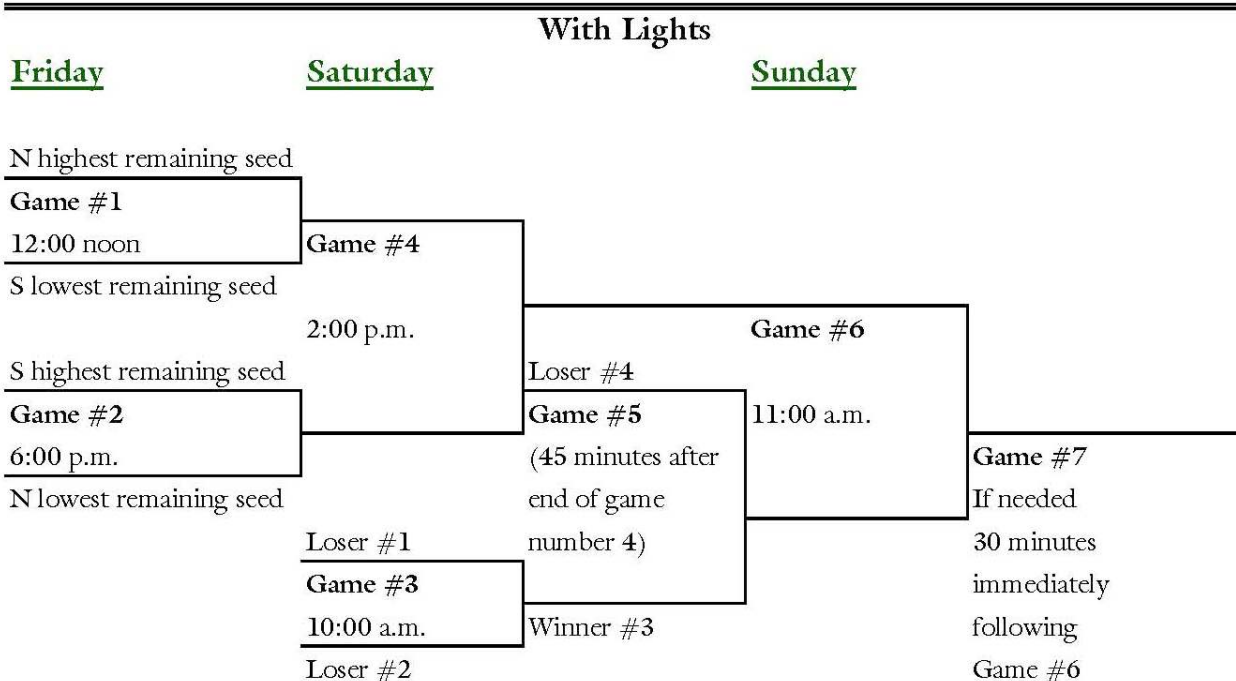 With Lights
Friday
Saturday
Sunday
N highest remaining seed
Game #1
12:00 noon
S lowest remaining seed
S highest remaining seed
Game #2
6:00 p.m.
N lowest remaining seed
Game #4
2:00 p.m.
Loser #1
Game #3
10:00 a.m.
Loser #2
Loser #4
Game #5
(45 minutes after
end of game
number 4)
Winner #3
Game #6
11:00 a.m.
Game #7
If needed
30 minutes
immediately
following
Game #6